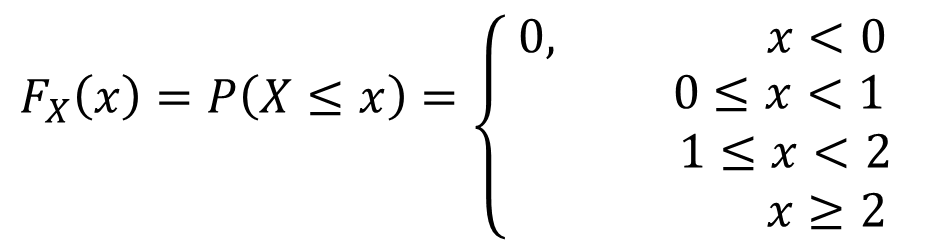 F_X(x) = P(X ≤ x) = { 0, x < 0
0 ≤ x < 1
1 ≤ x < 2
x ≥ 2